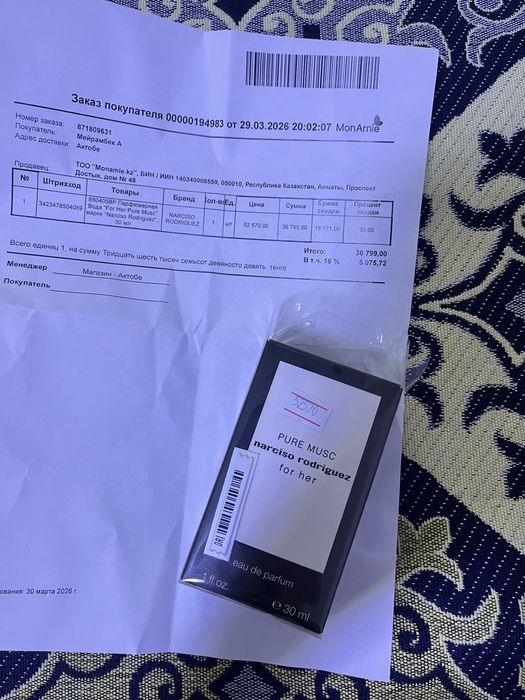 Заказ покупателя 00000194983 от 29.03.2026 20:02:07 MonAmie
Номер заказа: 871809631
Покупатель: Мейрамбек А
Адрес доставки: Актобе
Продавец: ТОО "Monamie.kz", БИН / ИИН 140340008559, 050010, Республика Казахстан, Алматы, Проспект
Достык, дом № 48
№ Штрихкод Товары Бренд Кол-во Ед. Цена Сумма Сумма скидки Процент скидки
1 3423478504059 850405BP Парфюмерная Вода "For Her Pure Musc" марки "Narciso Rodriguez", 30 мл NARCISO RODRIGUEZ 1 шт 52 570,00 36 799,00 15 771,00 30,00
Итого: 36 799,00
В т.ч. 16 % 5 075,72
Всего единиц 1, на сумму Тридцать шесть тысяч семьсот девяносто девять тенге
Менеджер Магазин - Актобе
Покупатель
52570
PURE MUSC
narciso rodriguez
for her
eau de parfum
1 fl.oz.
℮ 30 ml
ования: 30 марта 2026 г.